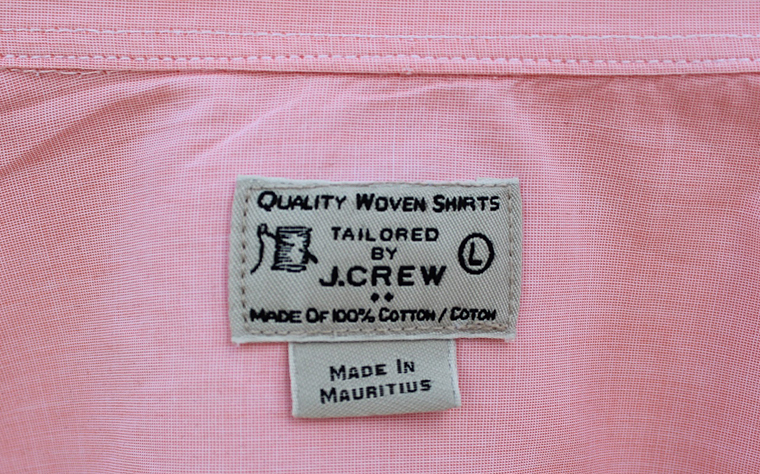 QUALITY WOVEN SHIRTS
TAILORED
BY
L
J.CREW
MADE OF 100% COTTON / COTON
MADE IN
MAURITIUS